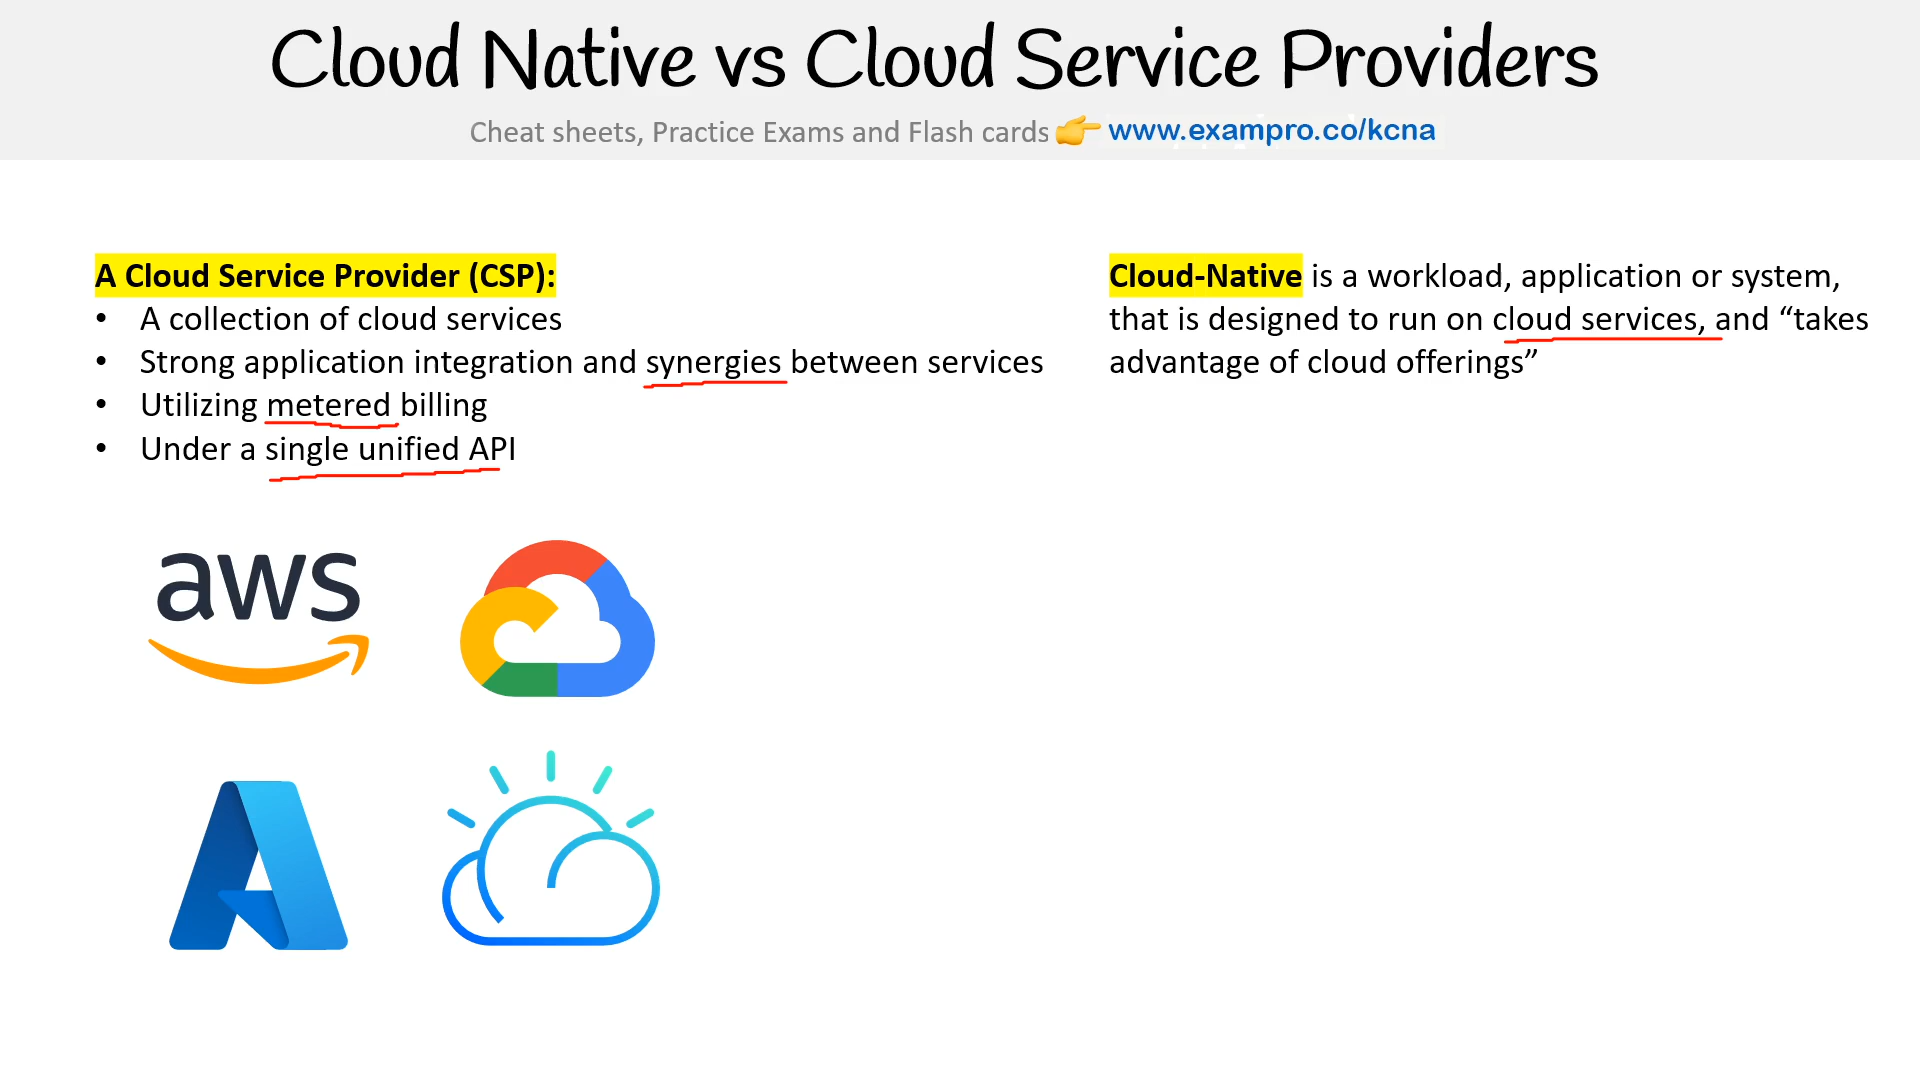 Cloud Native vs Cloud Service Providers
Cheat sheets, Practice Exams and Flash cards 👉 www.exampro.co/kcna
A Cloud Service Provider (CSP):
• A collection of cloud services
• Strong application integration and synergies between services
• Utilizing metered billing
• Under a single unified API
Cloud-Native is a workload, application or system,
that is designed to run on cloud services, and “takes
advantage of cloud offerings”
aws